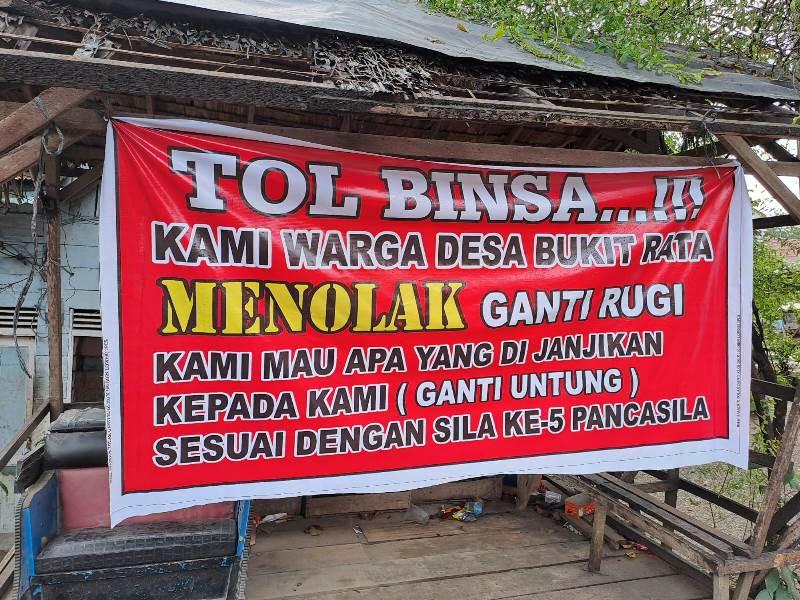 TOL BINSA...!!!
KAMI WARGA DESA BUKIT RATA
MENOLAK GANTI RUGI
KAMI MAU APA YANG DI JANJIKAN
KEPADA KAMI ( GANTI UNTUNG )
SESUAI DENGAN SILA KE-5 PANCASILA